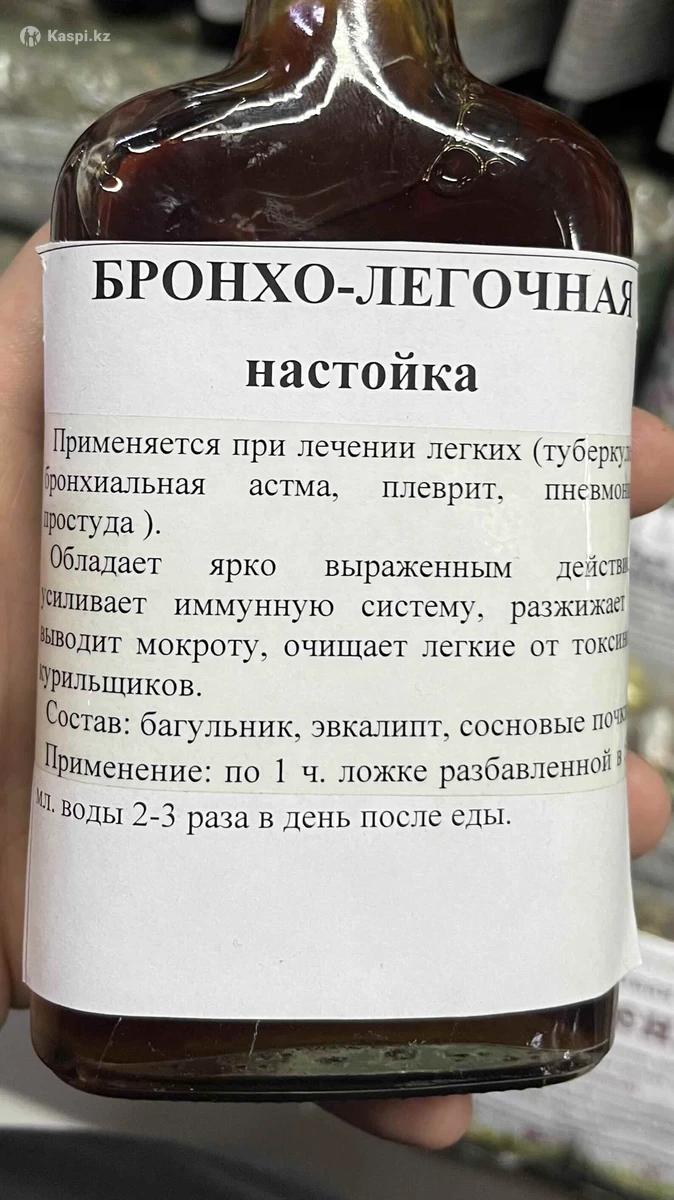 Kaspi.kz
БРОНХО-ЛЕГОЧНАЯ
настойка
Применяется при лечении легких
бронхиальная астма, плеврит,
простуда ).
Обладает ярко выраженным
усиливает иммунную систему, разжижает
выводит мокроту, очищает легкие от
курильщиков.
Состав: багульник, эвкалипт, сосновые почки
Применение: по 1 ч. ложке разбавленной в
мл. воды 2-3 раза в день после еды.